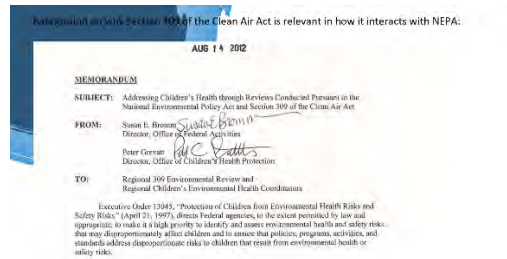 background on how Section 309 of the Clean Air Act is relevant in how it interacts with NEPA:
AUG 14 2012
MEMORANDUM
SUBJECT: Addressing Children's Health through Reviews Conducted Pursuant to the
National Environmental Policy Act and Section 309 of the Clean Air Act
FROM: Susan E. Bromm
Director, Office of Federal Activities
Peter Grevatt
Director, Office of Children's Health Protection
TO: Regional 309 Environmental Review and
Regional Children's Environmental Health Coordinators
Executive Order 13045, "Protection of Children from Environmental Health Risks and
Safety Risks" (April 21, 1997), directs Federal agencies, to the extent permitted by law and
appropriate, to make it a high priority to identify and assess environmental health and safety risks
that may disproportionately affect children and to ensure that policies, programs, activities, and
standards address disproportionate risks to children that result from environmental health or
safety risks.